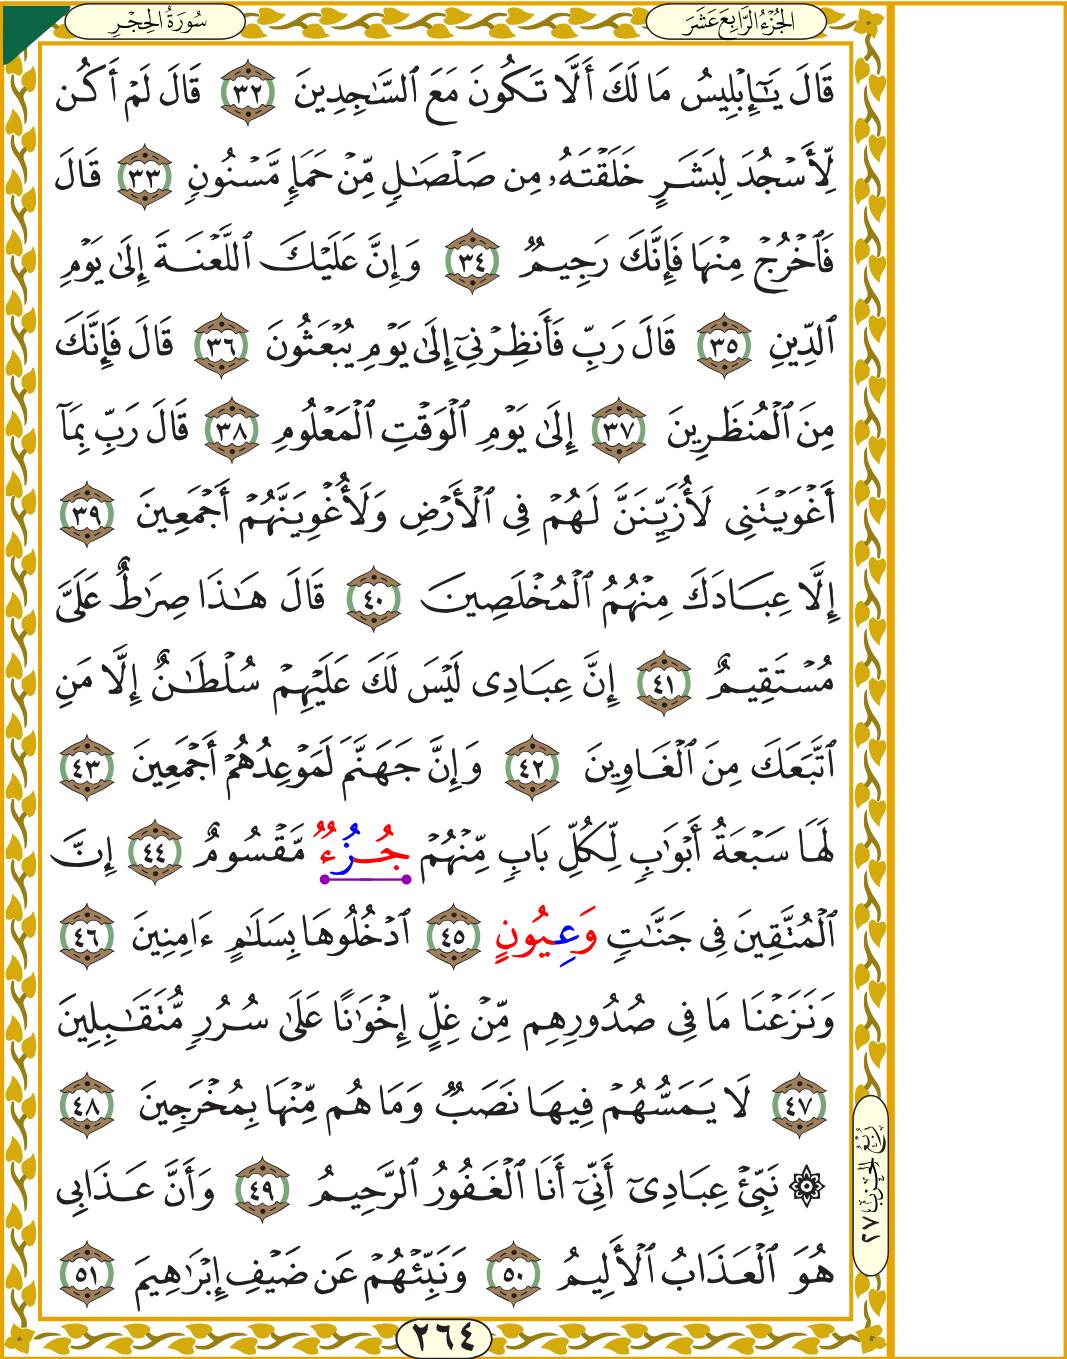 الجُزْءُ الرَّابِعَ عَشَرَ
سُورَةُ الحِجْرِ
قَالَ يَـٰٓإِبْلِيسُ مَا لَكَ أَلَّا تَكُونَ مَعَ ٱلسَّـٰجِدِينَ ٣٢ قَالَ لَمْ أَكُن
لِّأَسْجُدَ لِبَشَرٍ خَلَقْتَهُۥ مِن صَلْصَـٰلٍ مِّنْ حَمَإٍ مَّسْنُونٍ ٣٣ قَالَ
فَٱخْرُجْ مِنْهَا فَإِنَّكَ رَجِيمٌ ٣٤ وَإِنَّ عَلَيْكَ ٱللَّعْنَةَ إِلَىٰ يَوْمِ
ٱلدِّينِ ٣٥ قَالَ رَبِّ فَأَنظِرْنِىٓ إِلَىٰ يَوْمِ يُبْعَثُونَ ٣٦ قَالَ فَإِنَّكَ
مِنَ ٱلْمُنظَرِينَ ٣٧ إِلَىٰ يَوْمِ ٱلْوَقْتِ ٱلْمَعْلُومِ ٣٨ قَالَ رَبِّ بِمَآ
أَغْوَيْتَنِى لَأُزَيِّنَنَّ لَهُمْ فِى ٱلْأَرْضِ وَلَأُغْوِيَنَّهُمْ أَجْمَعِينَ ٣٩
إِلَّا عِبَادَكَ مِنْهُمُ ٱلْمُخْلَصِينَ ٤٠ قَالَ هَـٰذَا صِرَٰطٌ عَلَىَّ
مُسْتَقِيمٌ ٤١ إِنَّ عِبَادِى لَيْسَ لَكَ عَلَيْهِمْ سُلْطَـٰنٌ إِلَّا مَنِ
ٱتَّبَعَكَ مِنَ ٱلْغَاوِينَ ٤٢ وَإِنَّ جَهَنَّمَ لَمَوْعِدُهُمْ أَجْمَعِينَ ٤٣
لَهَا سَبْعَةُ أَبْوَٰبٍ لِّكُلِّ بَابٍ مِّنْهُمْ جُزُءٌ مَّقْسُومٌ ٤٤ إِنَّ
ٱلْمُتَّقِينَ فِى جَنَّـٰتٍ وَعِيُونٍ ٤٥ ٱدْخُلُوهَا بِسَلَـٰمٍ ءَامِنِينَ ٤٦
وَنَزَعْنَا مَا فِى صُدُورِهِم مِّنْ غِلٍّ إِخْوَٰنًا عَلَىٰ سُرُرٍ مُّتَقَـٰبِلِينَ
٤٧ لَا يَمَسُّهُمْ فِيهَا نَصَبٌ وَمَا هُم مِّنْهَا بِمُخْرَجِينَ ٤٨
۞ نَبِّئْ عِبَادِىٓ أَنِّىٓ أَنَا ٱلْغَفُورُ ٱلرَّحِيمُ ٤٩ وَأَنَّ عَذَابِى
هُوَ ٱلْعَذَابُ ٱلْأَلِيمُ ٥٠ وَنَبِّئْهُمْ عَن ضَيْفِ إِبْرَٰهِيمَ ٥١
رُبْعُ الحِزْبِ ٢٧
٢٦٤